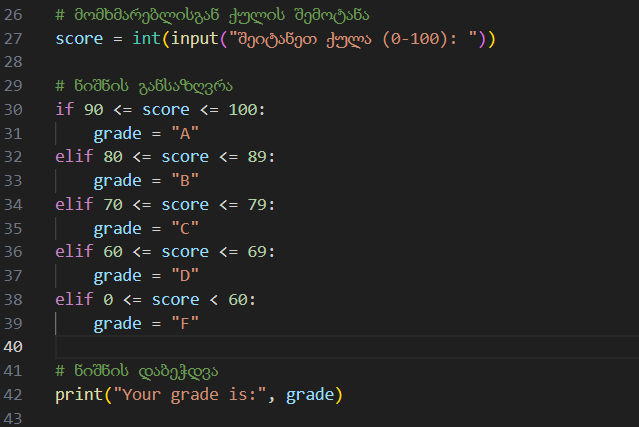 26 # მომხმარებლისგან ქულის შემოტანა
27 score = int(input("შეიტანეთ ქულა (0-100): "))
28
29 # ნიშნის განსაზღვრა
30 if 90 <= score <= 100:
31     grade = "A"
32 elif 80 <= score <= 89:
33     grade = "B"
34 elif 70 <= score <= 79:
35     grade = "C"
36 elif 60 <= score <= 69:
37     grade = "D"
38 elif 0 <= score < 60:
39     grade = "F"
40
41 # ნიშნის დაბეჭდვა
42 print("Your grade is:", grade)
43